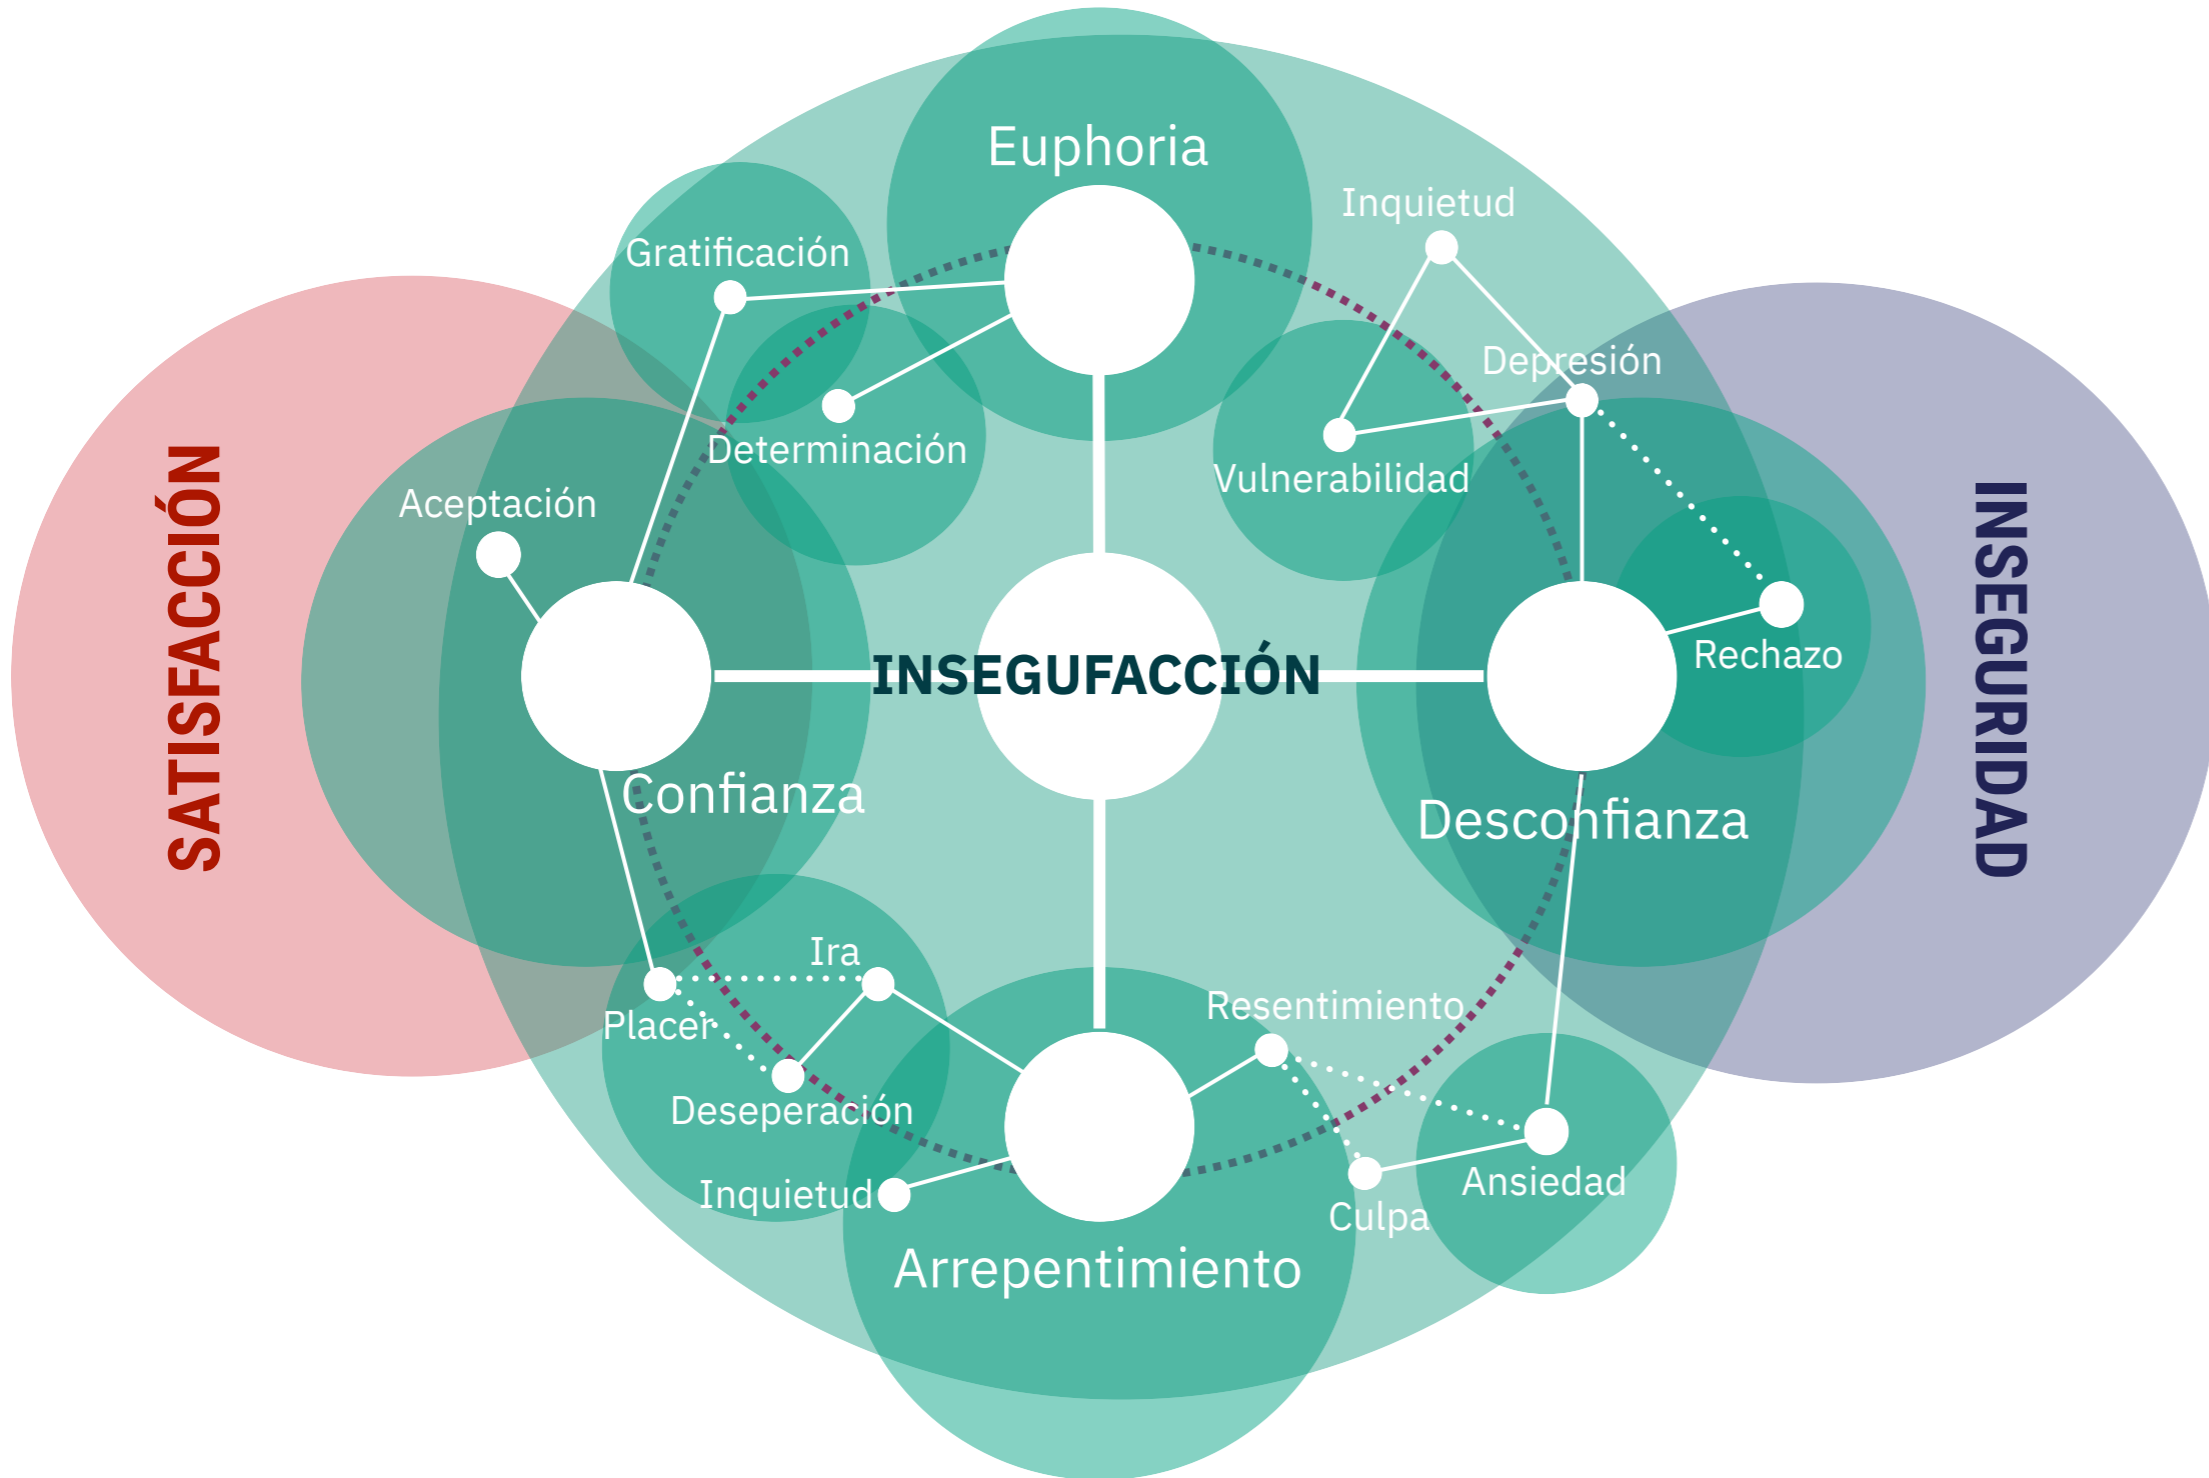 Euphoria
Inquietud
Gratificación
Depresión
Determinación
Vulnerabilidad
Aceptación
SATISFACCIÓN
INSEGUFACCIÓN
Rechazo
INSEGURIDAD
Confianza
Desconfianza
Ira
Placer
Resentimiento
Deseperación
Inquietud
Ansiedad
Culpa
Arrepentimiento